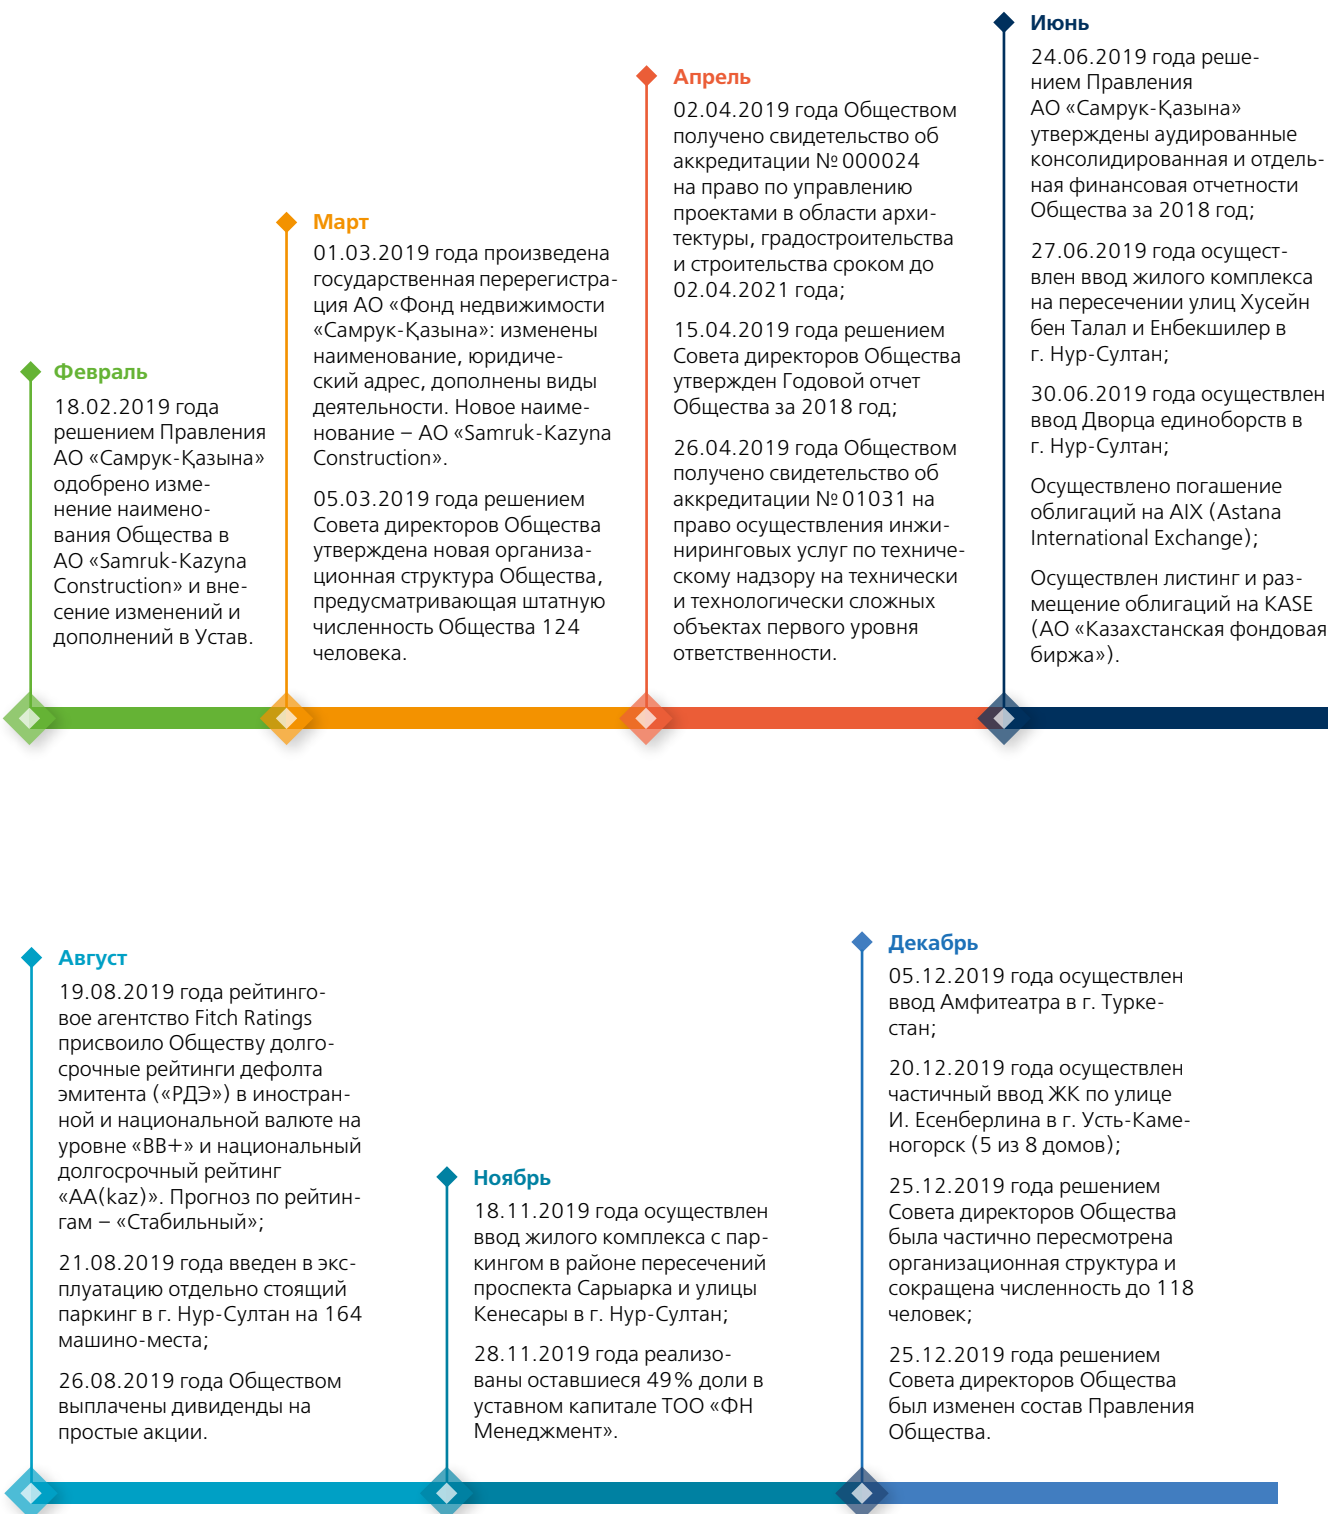 Февраль
18.02.2019 года
решением Правления
АО «Самрук-Қазына»
одобрено изме-
нение наимено-
вания Общества в
АО «Samruk-Kazyna
Construction» и вне-
сение изменений и
дополнений в Устав.
Март
01.03.2019 года произведена
государственная перерегистра-
ция АО «Фонд недвижимости
«Самрук-Қазына»: изменены
наименование, юридиче-
ский адрес, дополнены виды
деятельности. Новое наиме-
нование – АО «Samruk-Kazyna
Construction».
05.03.2019 года решением
Совета директоров Общества
утверждена новая организа-
ционная структура Общества,
предусматривающая штатную
численность Общества 124
человека.
Апрель
02.04.2019 года Обществом
получено свидетельство об
аккредитации № 000024
на право по управлению
проектами в области архи-
тектуры, градостроительства
и строительства сроком до
02.04.2021 года;
15.04.2019 года решением
Совета директоров Общества
утвержден Годовой отчет
Общества за 2018 год;
26.04.2019 года Обществом
получено свидетельство об
аккредитации № 01031 на
право осуществления инжи-
ниринговых услуг по техниче-
скому надзору на технически
и технологически сложных
объектах первого уровня
ответственности.
Июнь
24.06.2019 года реше-
нием Правления
АО «Самрук-Қазына»
утверждены аудированные
консолидированная и отдель-
ная финансовая отчетности
Общества за 2018 год;
27.06.2019 года осущест-
влен ввод жилого комплекса
на пересечении улиц Хусейн
бен Талал и Енбекшилер в
г. Нур-Султан;
30.06.2019 года осуществлен
ввод Дворца единоборств в
г. Нур-Султан;
Осуществлено погашение
облигаций на AIX (Astana
International Exchange);
Осуществлен листинг и раз-
мещение облигаций на KASE
(АО «Казахстанская фондовая
биржа»).
Август
19.08.2019 года рейтинго-
вое агентство Fitch Ratings
присвоило Обществу долго-
срочные рейтинги дефолта
эмитента («РДЭ») в иностран-
ной и национальной валюте на
уровне «BB+» и национальный
долгосрочный рейтинг
«АА(kaz)». Прогноз по рейтин-
гам – «Стабильный»;
21.08.2019 года введен в экс-
плуатацию отдельно стоящий
паркинг в г. Нур-Султан на 164
машино-места;
26.08.2019 года Обществом
выплачены дивиденды на
простые акции.
Ноябрь
18.11.2019 года осуществлен
ввод жилого комплекса с пар-
кингом в районе пересечений
проспекта Сарыарка и улицы
Кенесары в г. Нур-Султан;
28.11.2019 года реализо-
ваны оставшиеся 49% доли в
уставном капитале ТОО «ФН
Менеджмент».
Декабрь
05.12.2019 года осуществлен
ввод Амфитеатра в г. Турке-
стан;
20.12.2019 года осуществлен
частичный ввод ЖК по улице
И. Есенберлина в г. Усть-Каме-
ногорск (5 из 8 домов);
25.12.2019 года решением
Совета директоров Общества
была частично пересмотрена
организационная структура и
сокращена численность до 118
человек;
25.12.2019 года решением
Совета директоров Общества
был изменен состав Правления
Общества.